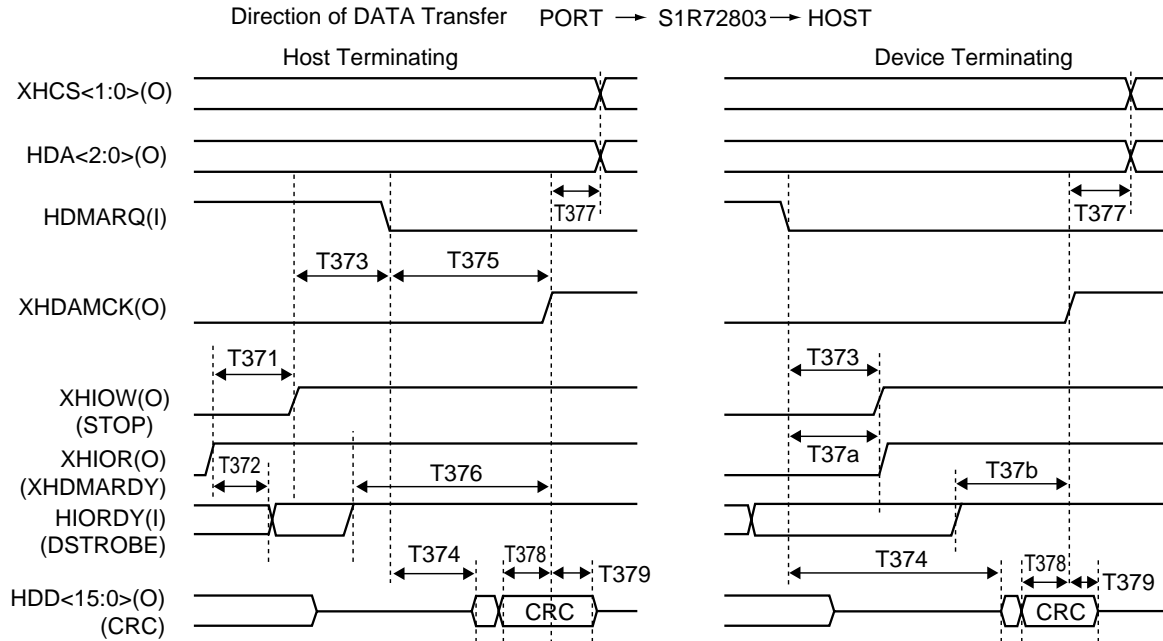 Direction of DATA Transfer PORT → S1R72803 → HOST
Host Terminating
Device Terminating
XHCS<1:0>(O)
HDA<2:0>(O)
T377
T377
HDMARQ(I)
T373
T375
XHDAMCK(O)
T371
T373
XHIOW(O)
(STOP)
T37a
XHIOR(O)
T372
T376
T37b
(XHDMARDY)
HIORDY(I)
(DSTROBE)
T374
T378
T379
T374
T378
T379
HDD<15:0>(O)
CRC
CRC
(CRC)